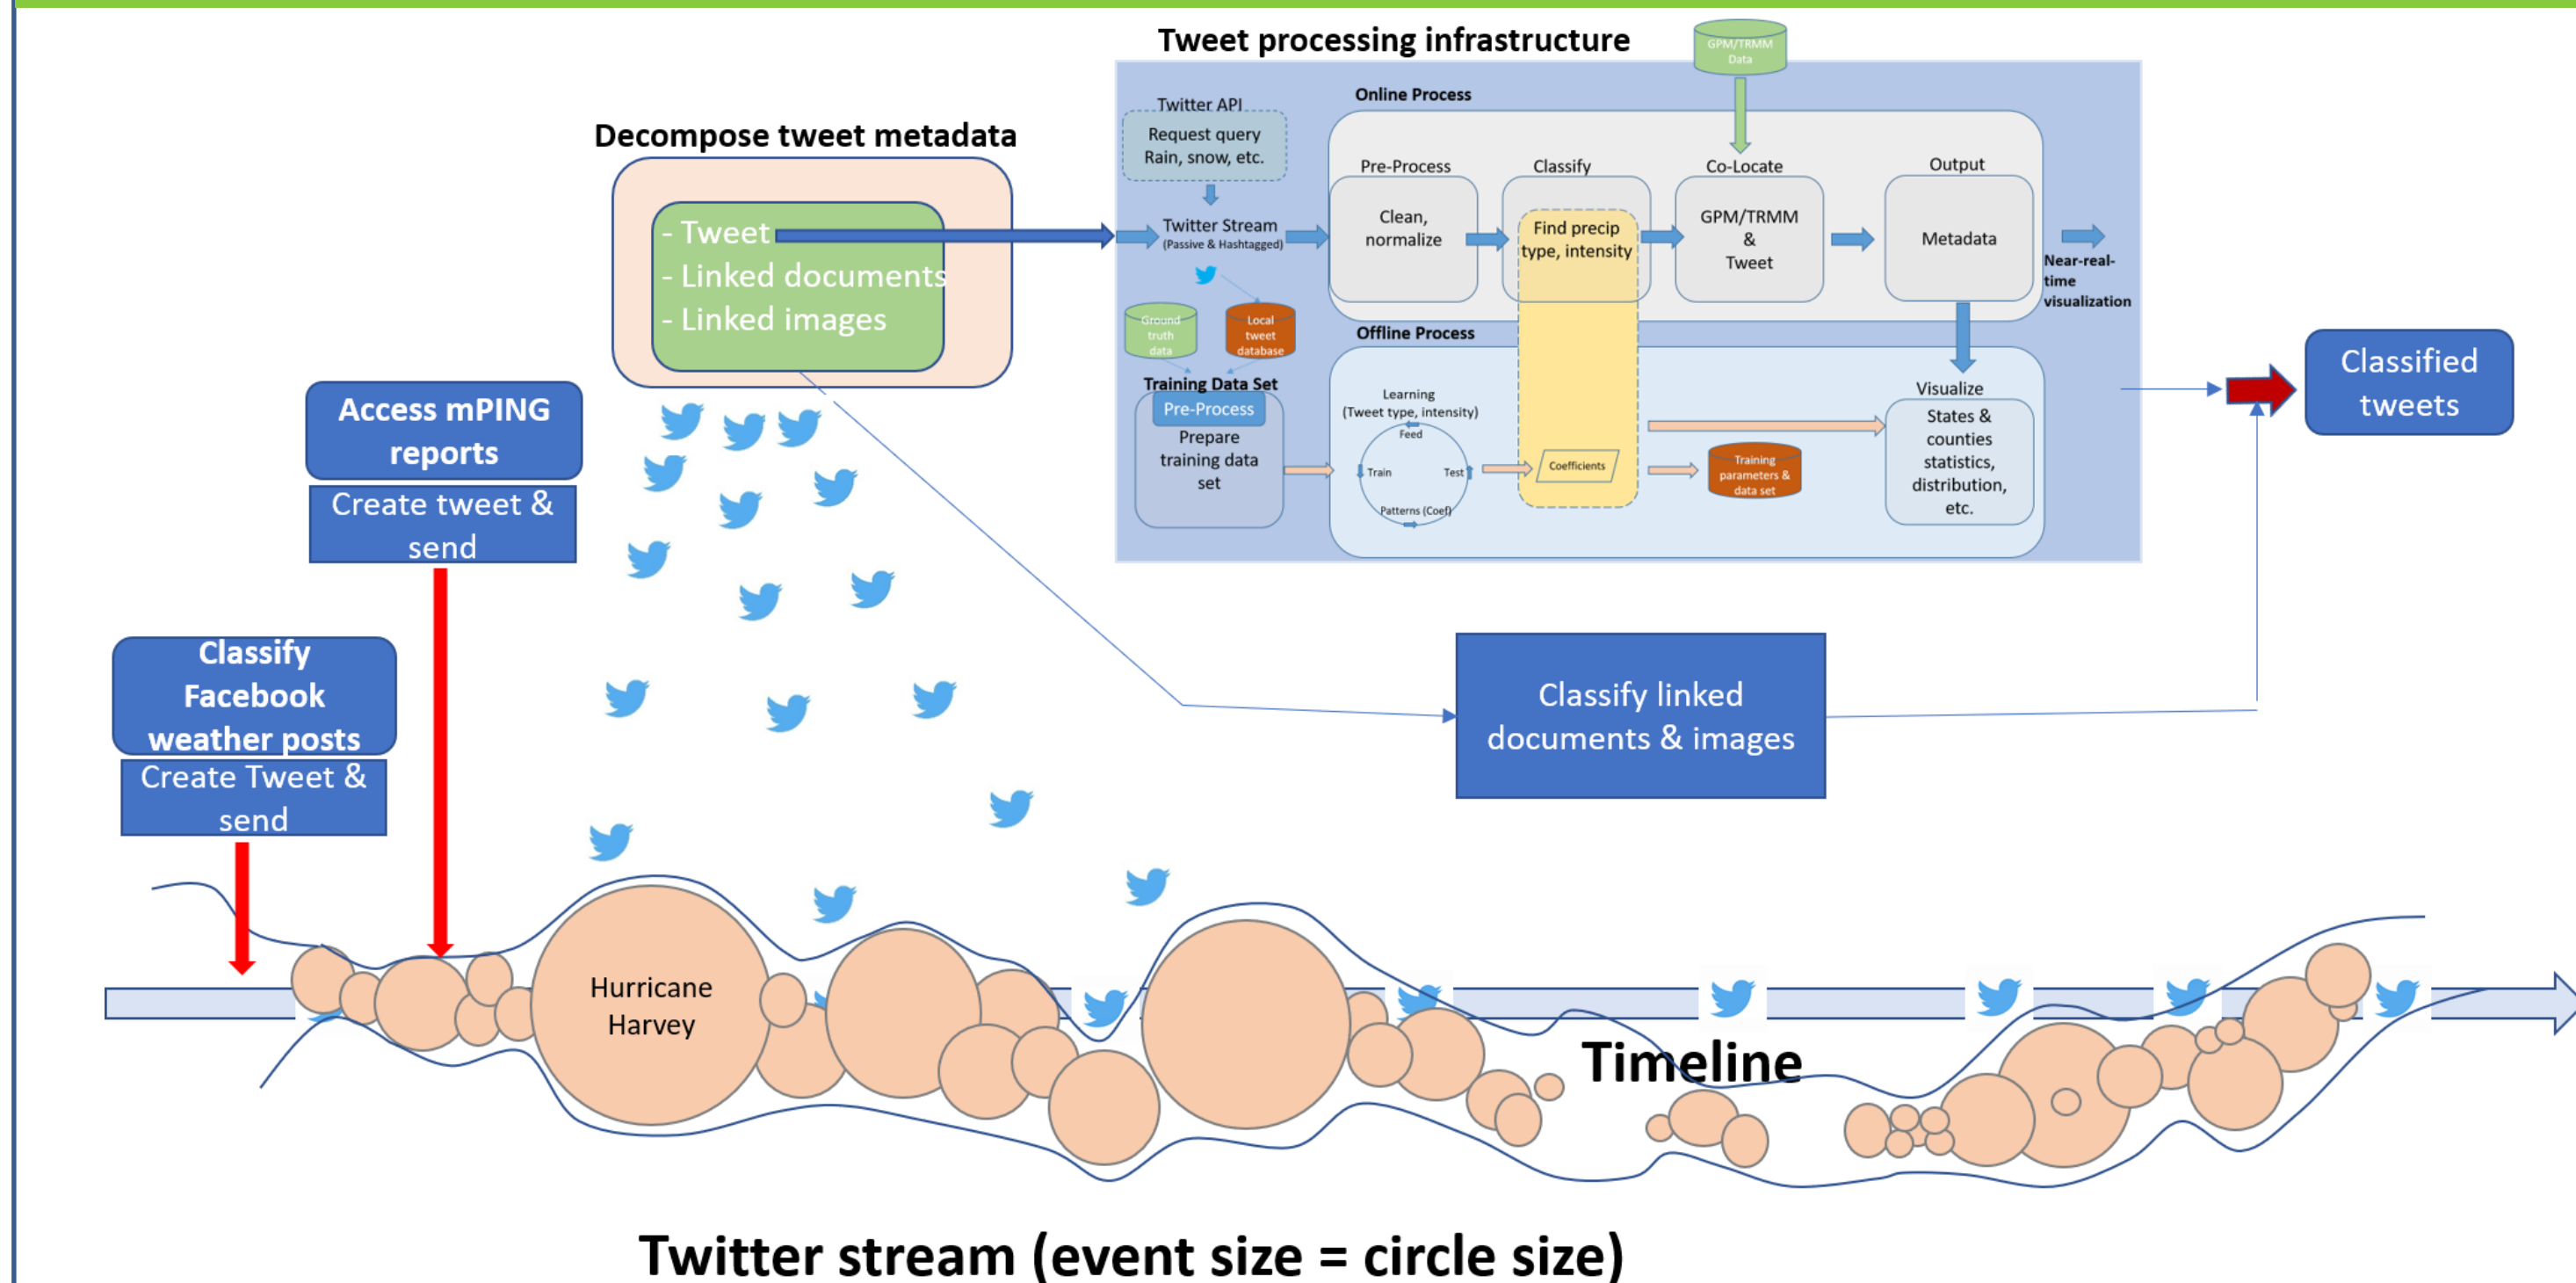 Tweet processing infrastructure
GPM/TRMM
Data
Decompose tweet metadata
- Tweet
- Linked documents
- Linked images
Twitter API
Request query
Rain, snow, etc.
Twitter Stream
(Passive & Hashtagged)
Ground
truth
data
Local
tweet
database
Training Data Set
Pre-Process
Prepare
training data
set
Online Process
Pre-Process
Clean,
normalize
Classify
Find precip
type, intensity
Co-Locate
GPM/TRMM
&
Tweet
Output
Metadata
Near-real-
time
visualization
Offline Process
Learning
(Tweet type, intensity)
Feed
Train
Test
Patterns (Coef)
Coefficients
Training
parameters &
data set
Visualize
States &
counties
statistics,
distribution,
etc.
Classified
tweets
Access mPING
reports
Create tweet &
send
Classify
Facebook
weather posts
Create Tweet &
send
Classify linked
documents & images
Hurricane
Harvey
Timeline
Twitter stream (event size = circle size)